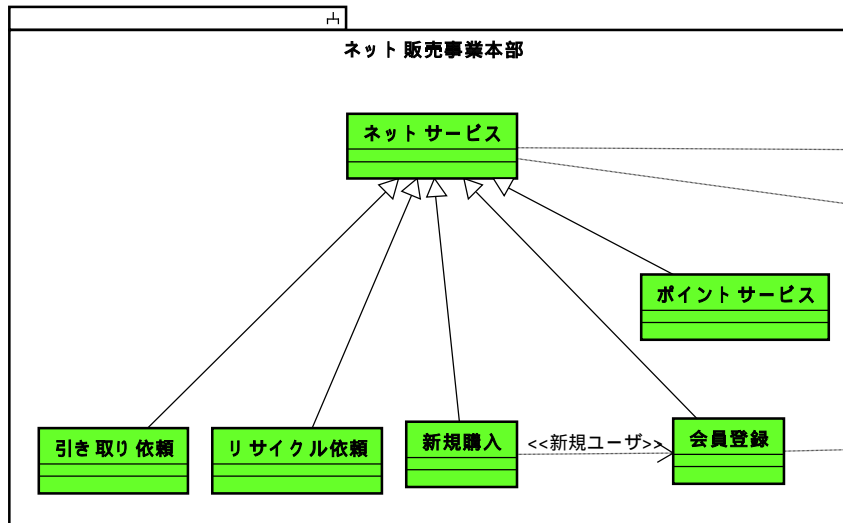 ネット販売事業本部
ネットサービス
ポイントサービス
引き取り依頼
リサイクル依頼
新規購入
<<新規ユーザ>>
会員登録